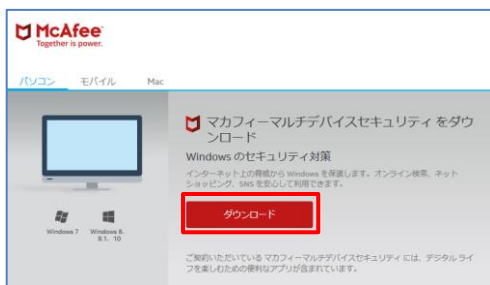 McAfee
Together is power.
パソコン モバイル Mac
マカフィーマルチデバイスセキュリティ をダウ
ンロード
Windows のセキュリティ対策
インターネット上の脅威から Windows を保護します。オンライン検索、ネット
ショッピング、SNS を安心して利用できます。
ダウンロード
Windows 7 Windows 8、
8.1、10
ご契約いただいている マカフィーマルチデバイスセキュリティ には、デジタル ライ
フを楽しむための便利なアプリが含まれています。